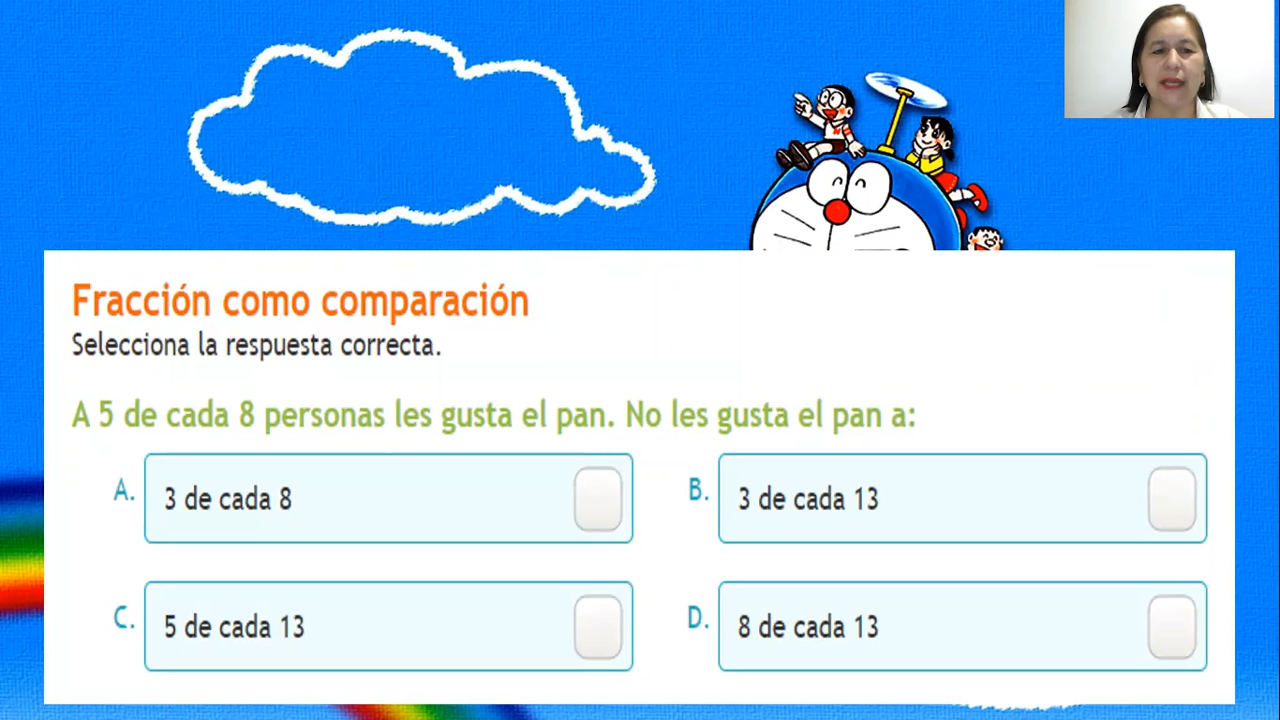 Fracción como comparación
Selecciona la respuesta correcta.
A 5 de cada 8 personas les gusta el pan. No les gusta el pan a:
A. 3 de cada 8
B. 3 de cada 13
C. 5 de cada 13
D. 8 de cada 13